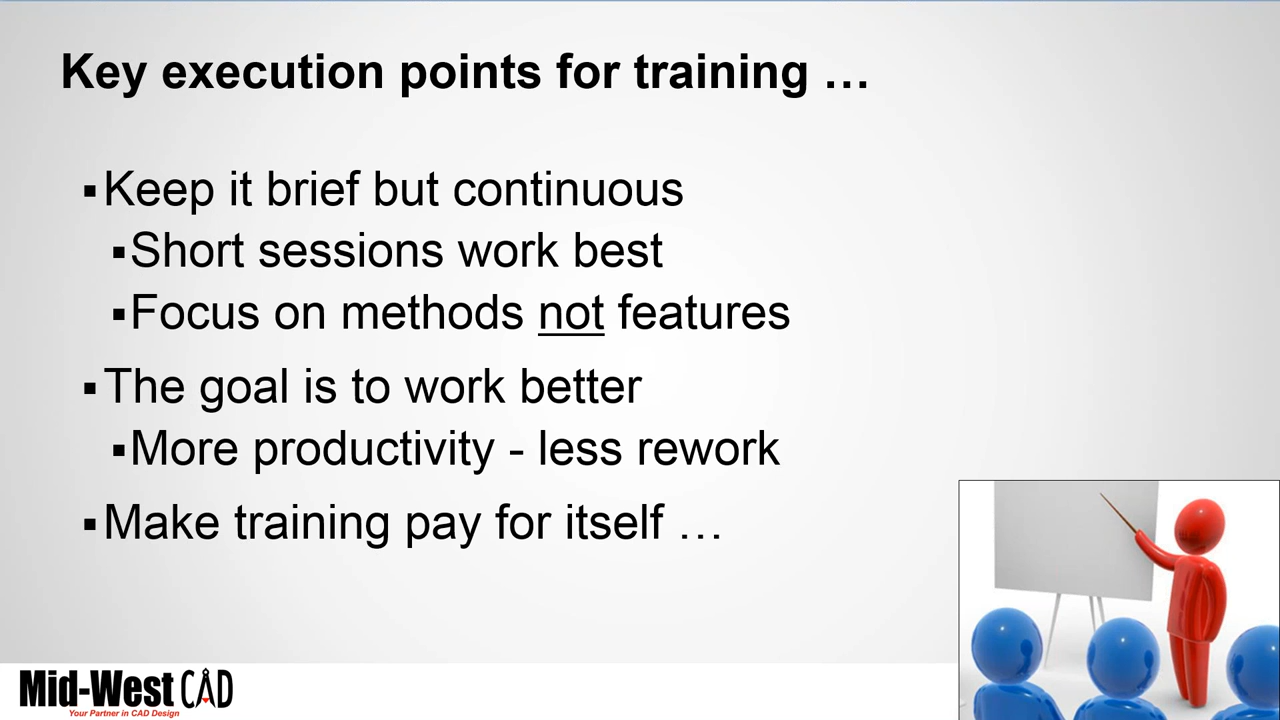 Key execution points for training …
▪Keep it brief but continuous
▪Short sessions work best
▪Focus on methods not features
▪The goal is to work better
▪More productivity - less rework
▪Make training pay for itself …
Mid-West CAD
Your Partner in CAD Design